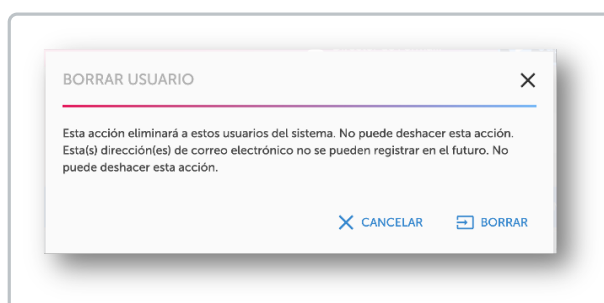 BORRAR USUARIO
Esta acción eliminará a estos usuarios del sistema. No puede deshacer esta acción.
Esta(s) dirección(es) de correo electrónico no se pueden registrar en el futuro. No
puede deshacer esta acción.
CANCELAR BORRAR